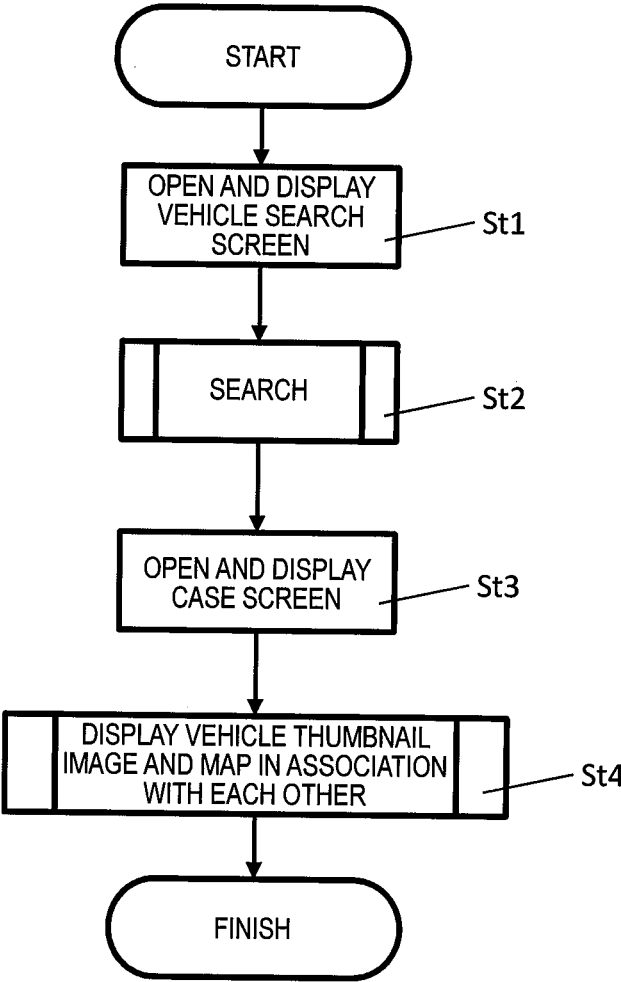 START
OPEN AND DISPLAY
VEHICLE SEARCH
SCREEN
St1
SEARCH
St2
OPEN AND DISPLAY
CASE SCREEN
St3
DISPLAY VEHICLE THUMBNAIL
IMAGE AND MAP IN ASSOCIATION
WITH EACH OTHER
St4
FINISH